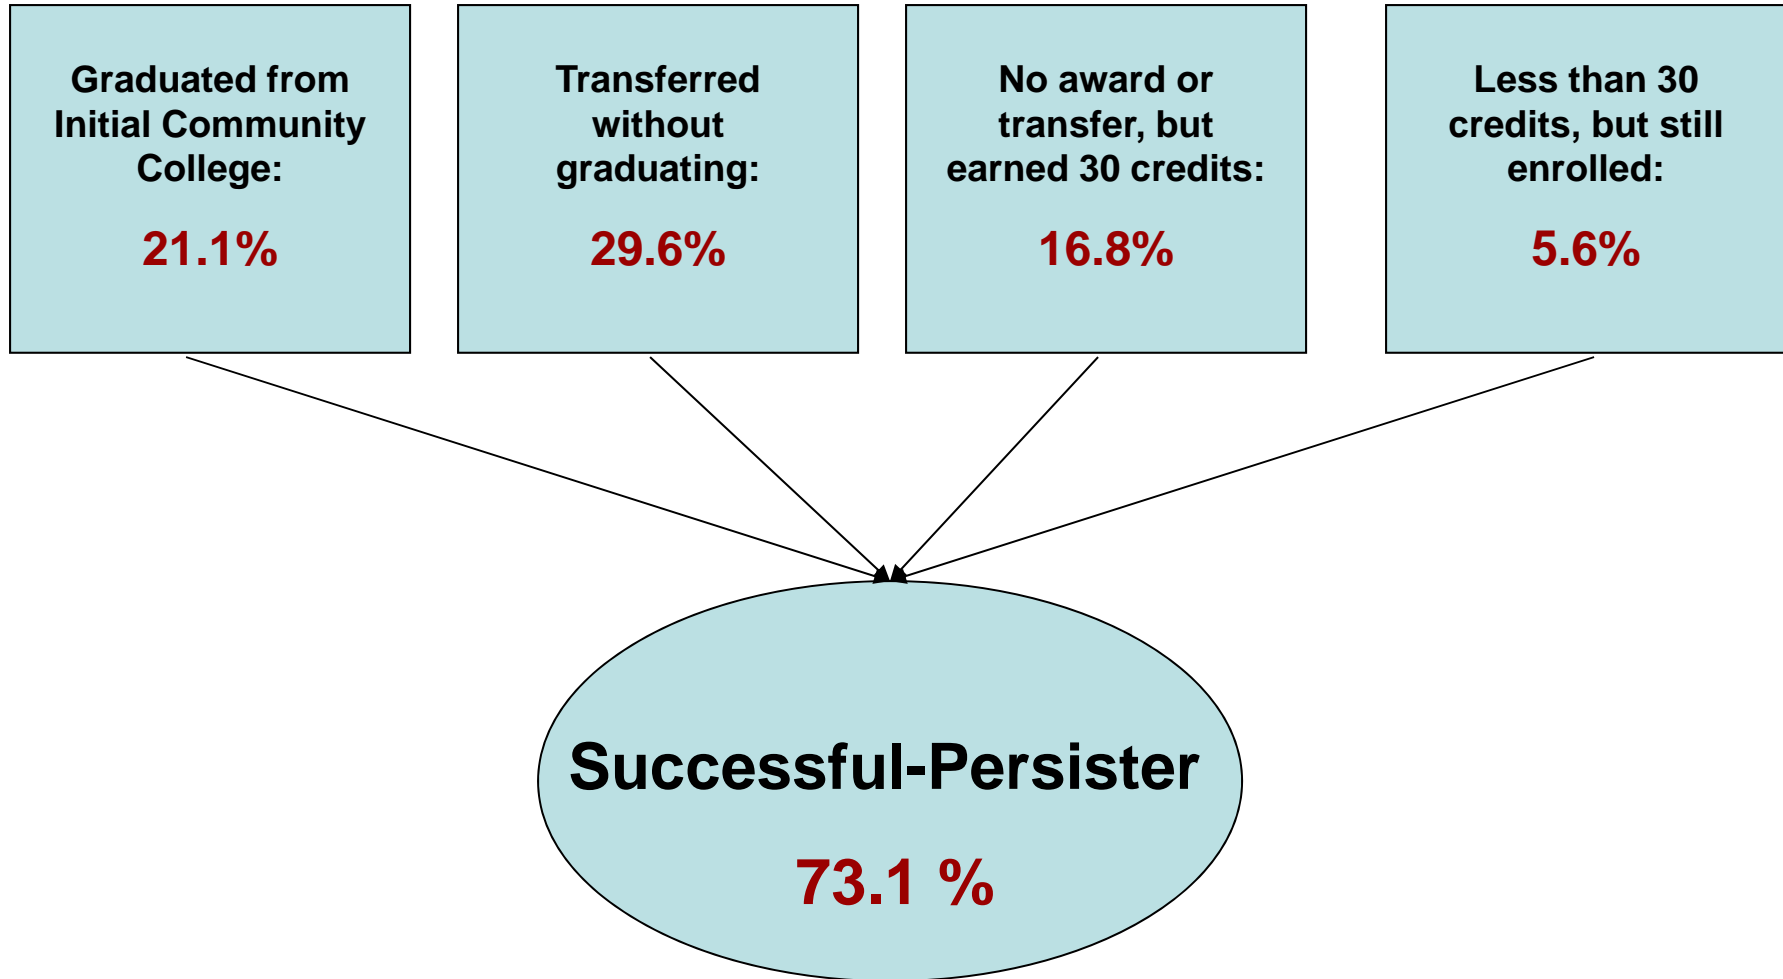 Graduated from
Initial Community
College:
21.1%
Transferred
without
graduating:
29.6%
No award or
transfer, but
earned 30 credits:
16.8%
Less than 30
credits, but still
enrolled:
5.6%
Successful-Persister
73.1 %